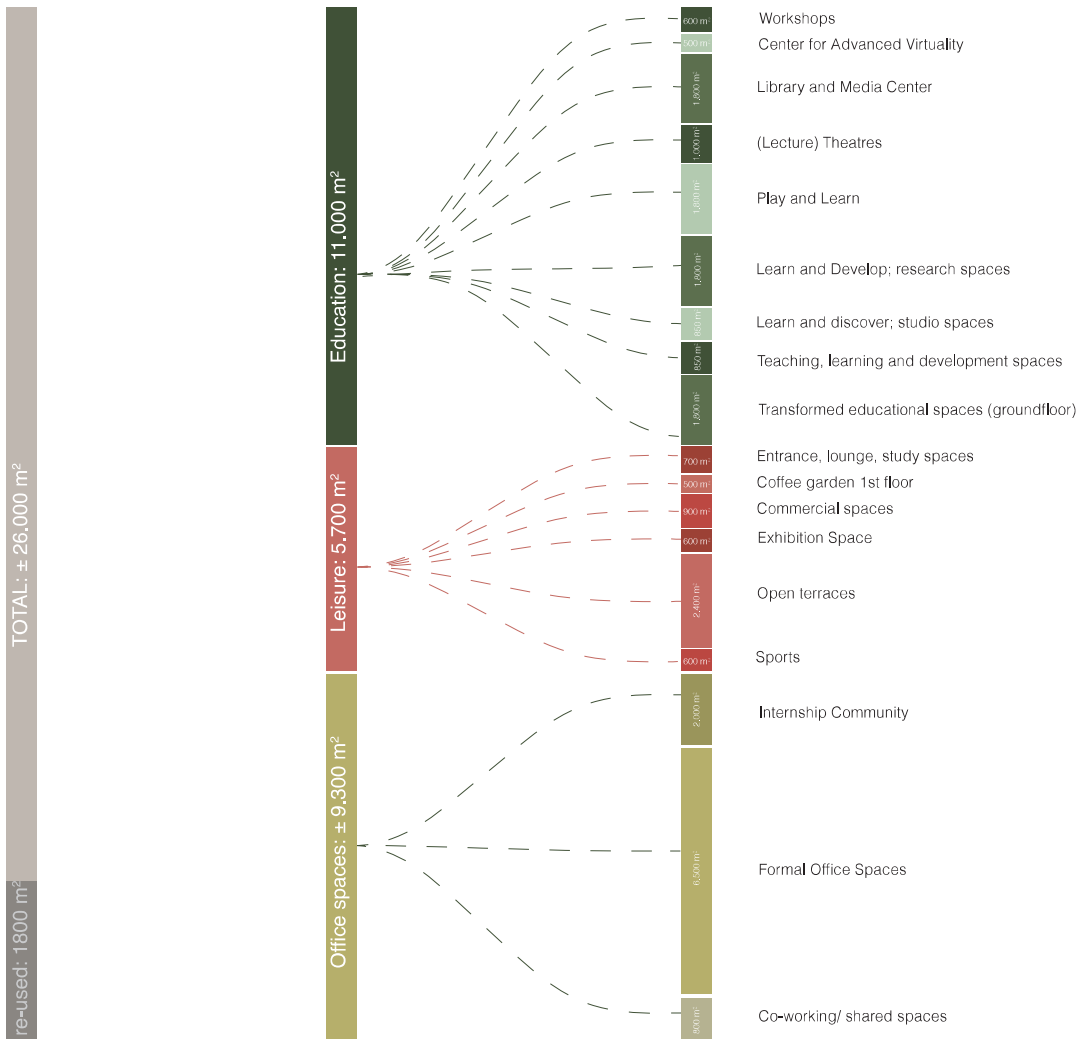 TOTAL: ± 26.000 m²
re-used: 1800 m²
Education: 11.000 m²
Leisure: 5.700 m²
Office spaces: ± 9.300 m²
600 m² Workshops
500 m² Center for Advanced Virtuality
1,800 m² Library and Media Center
1,000 m² (Lecture) Theatres
1,800 m² Play and Learn
1,800 m² Learn and Develop; research spaces
850 m² Learn and discover; studio spaces
850 m² Teaching, learning and development spaces
1,800 m² Transformed educational spaces (groundfloor)
700 m² Entrance, lounge, study spaces
500 m² Coffee garden 1st floor
900 m² Commercial spaces
600 m² Exhibition Space
2,400 m² Open terraces
600 m² Sports
2,000 m² Internship Community
6,500 m² Formal Office Spaces
800 m² Co-working/ shared spaces